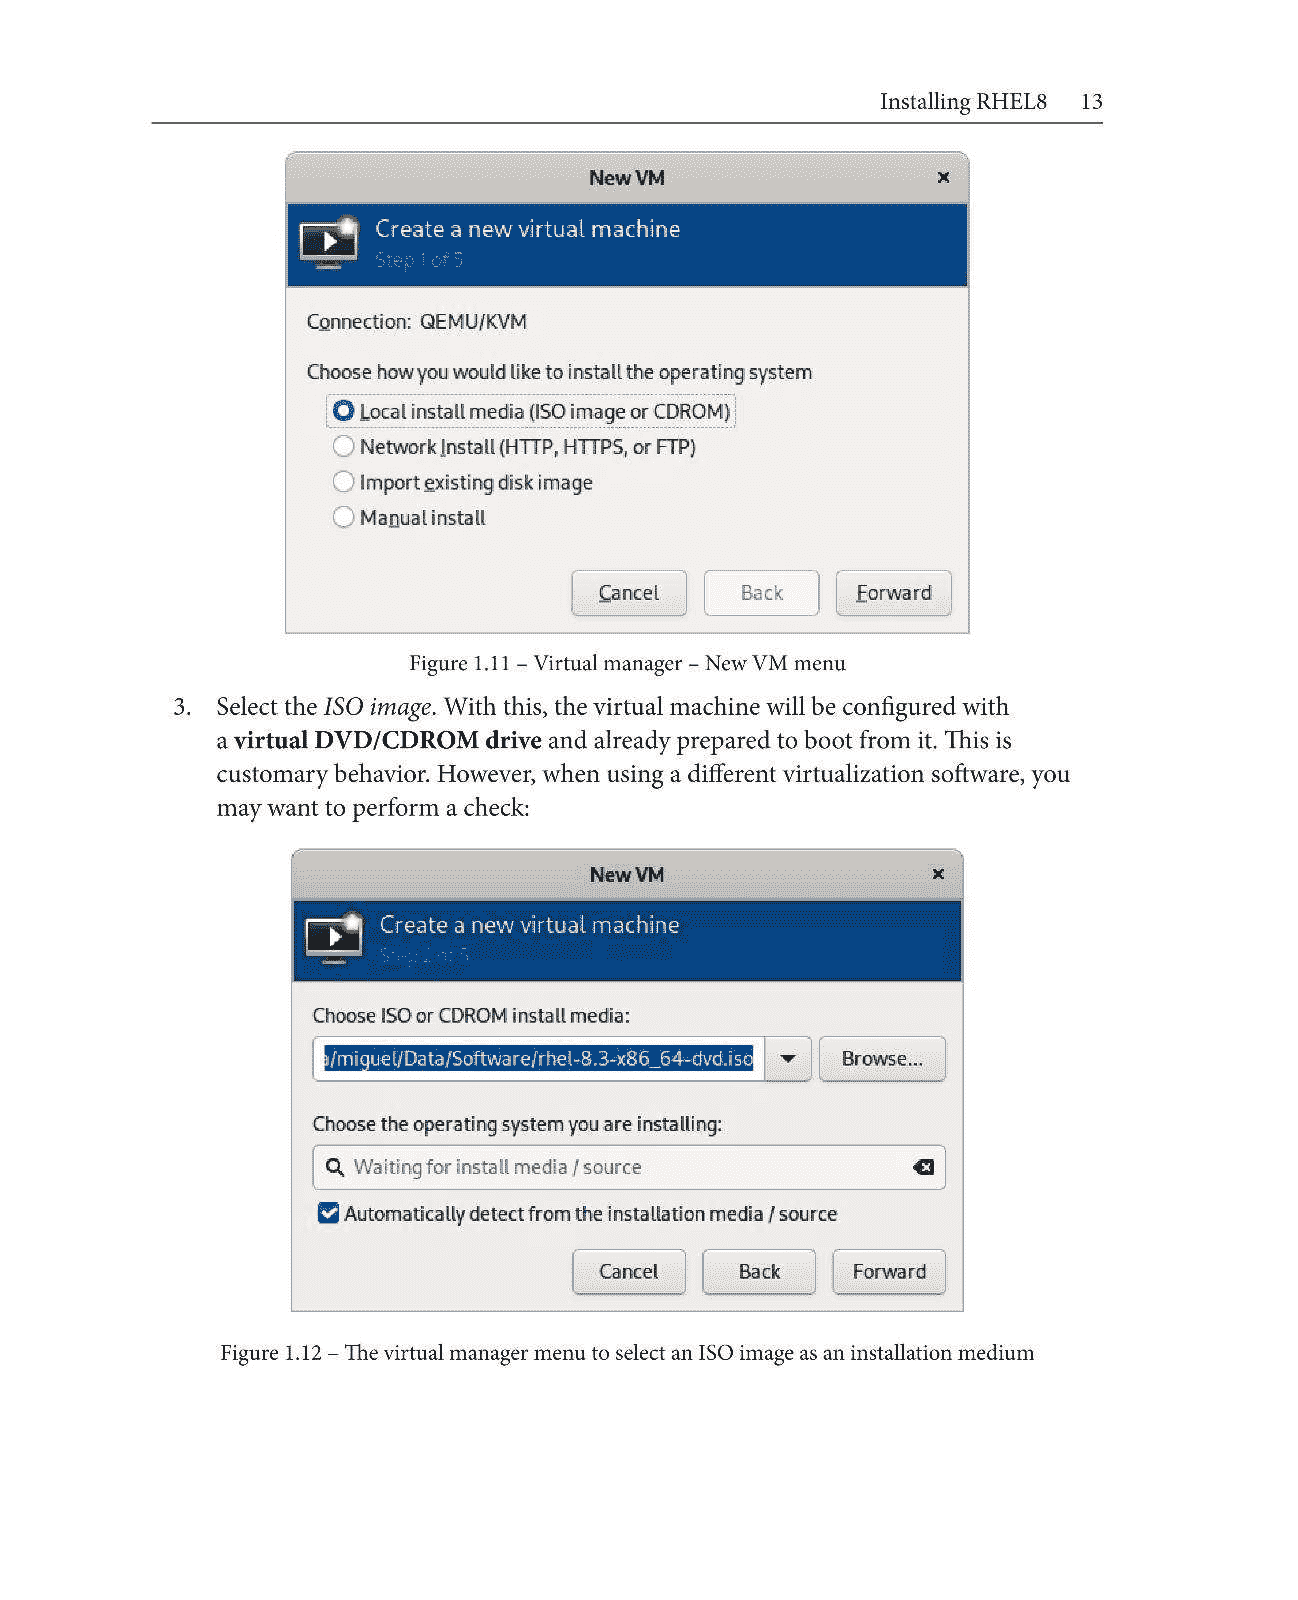 Installing RHEL8 13
New VM
Create a new virtual machine
Step 1 of 5
Connection: QEMU/KVM
Choose how you would like to install the operating system
Local install media (ISO image or CDROM)
Network Install (HTTP, HTTPS, or FTP)
Import existing disk image
Manual install
Cancel Back Forward
Figure 1.11 – Virtual manager – New VM menu
3. Select the ISO image. With this, the virtual machine will be configured with
a virtual DVD/CDROM drive and already prepared to boot from it. This is
customary behavior. However, when using a different virtualization software, you
may want to perform a check:
New VM
Create a new virtual machine
Choose ISO or CDROM install media:
a/miguel/Data/Software/rhel-8.3-x86_64-dvd.iso Browse...
Choose the operating system you are installing:
Waiting for install media / source
Automatically detect from the installation media / source
Cancel Back Forward
Figure 1.12 – The virtual manager menu to select an ISO image as an installation medium